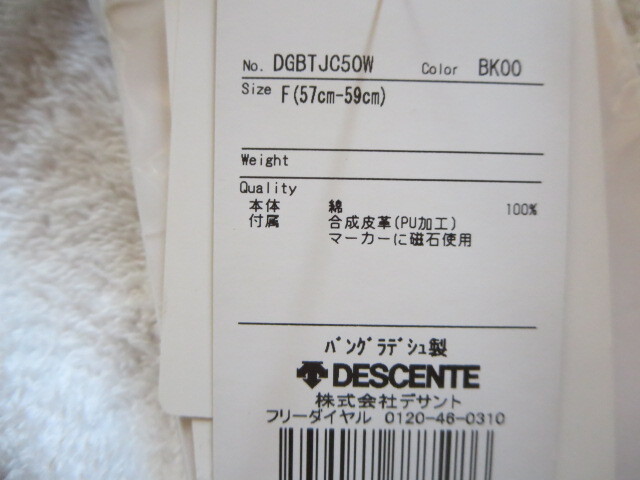 No. DGBTJC50W Color BK00
Size F(57cm-59cm)
Weight
Quality
本体 綿 100%
付属 合成皮革(PU加工)
マーカーに磁石使用
バングラデシュ製
DESCENTE
株式会社デサント
フリーダイヤル 0120-46-0310